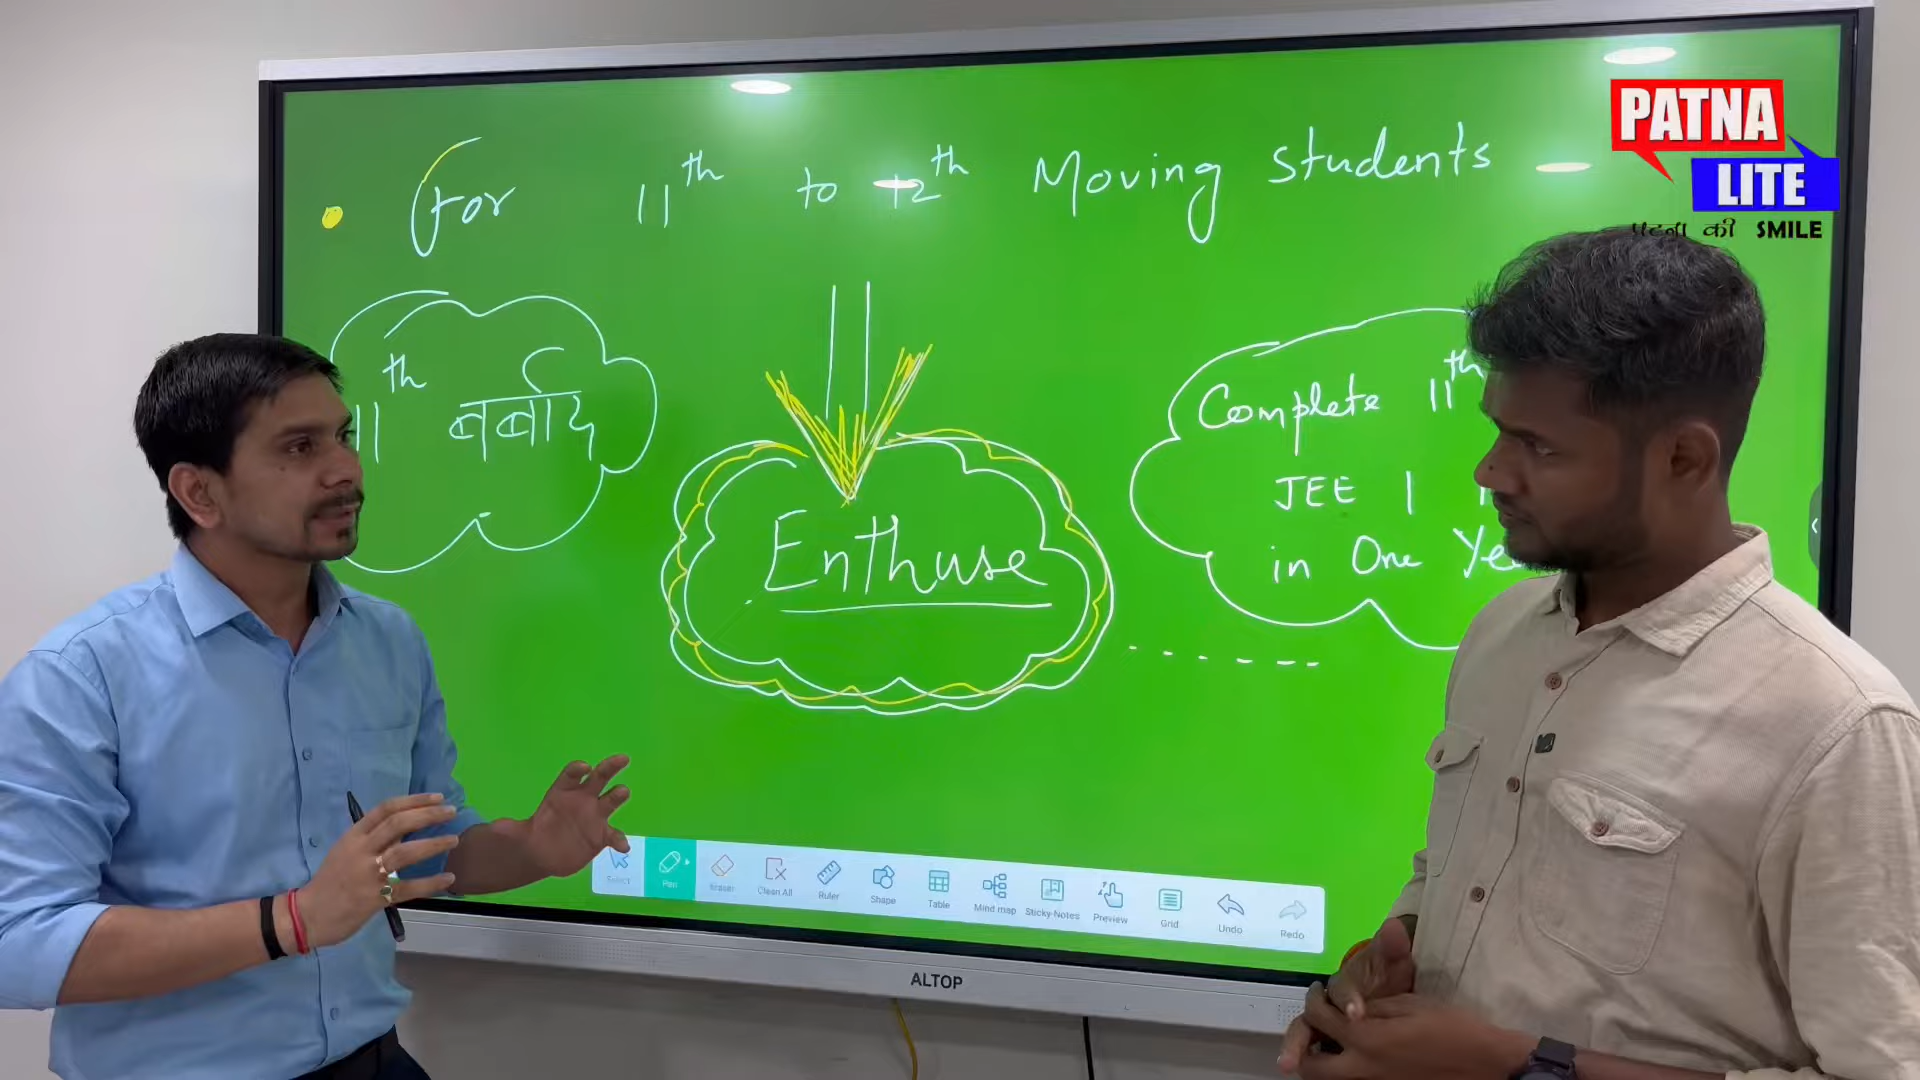 PATNA
LITE
पटना की SMILE
For 11th to 12th Moving Students
11th बर्बाद
Enthuse
Complete 11th
JEE |
in One
Select
Pen
Eraser
Clean All
Ruler
Shape
Table
Mind map
Sticky-Notes
Preview
Grid
Undo
Redo
ALTOP